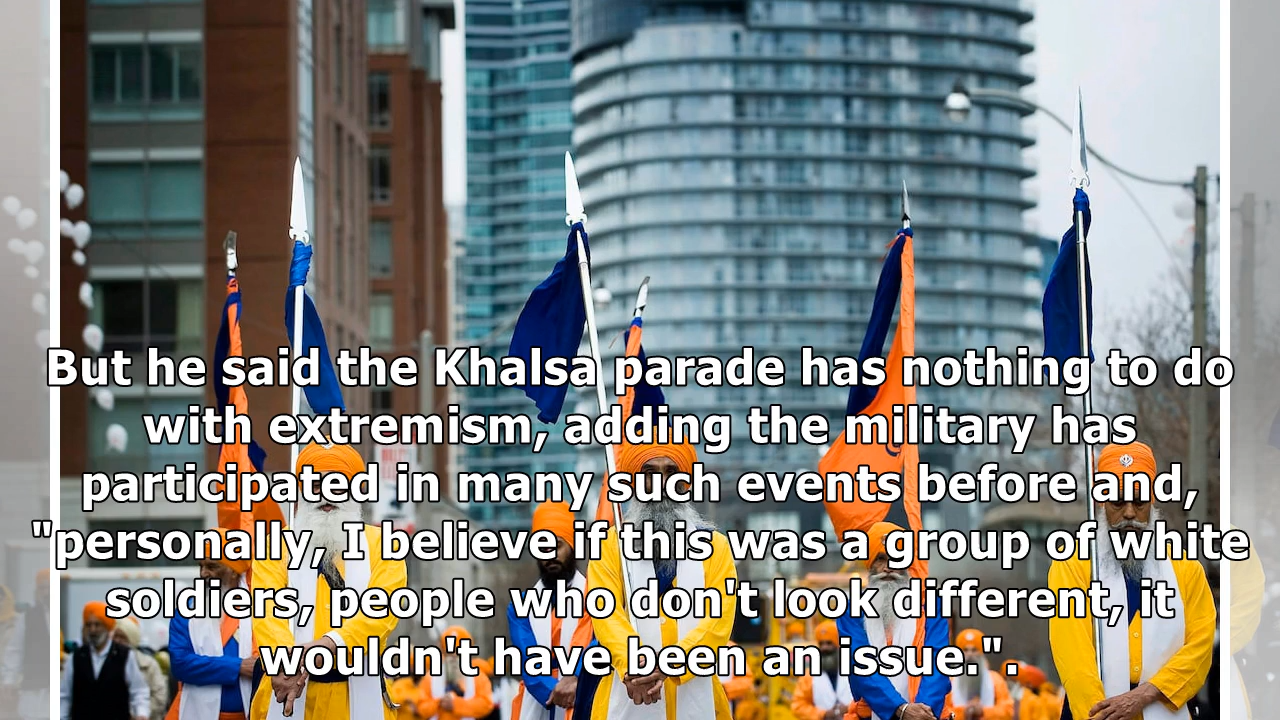 But he said the Khalsa parade has nothing to do
with extremism, adding the military has
participated in many such events before and,
"personally, I believe if this was a group of white
soldiers, people who don't look different, it
wouldn't have been an issue.".